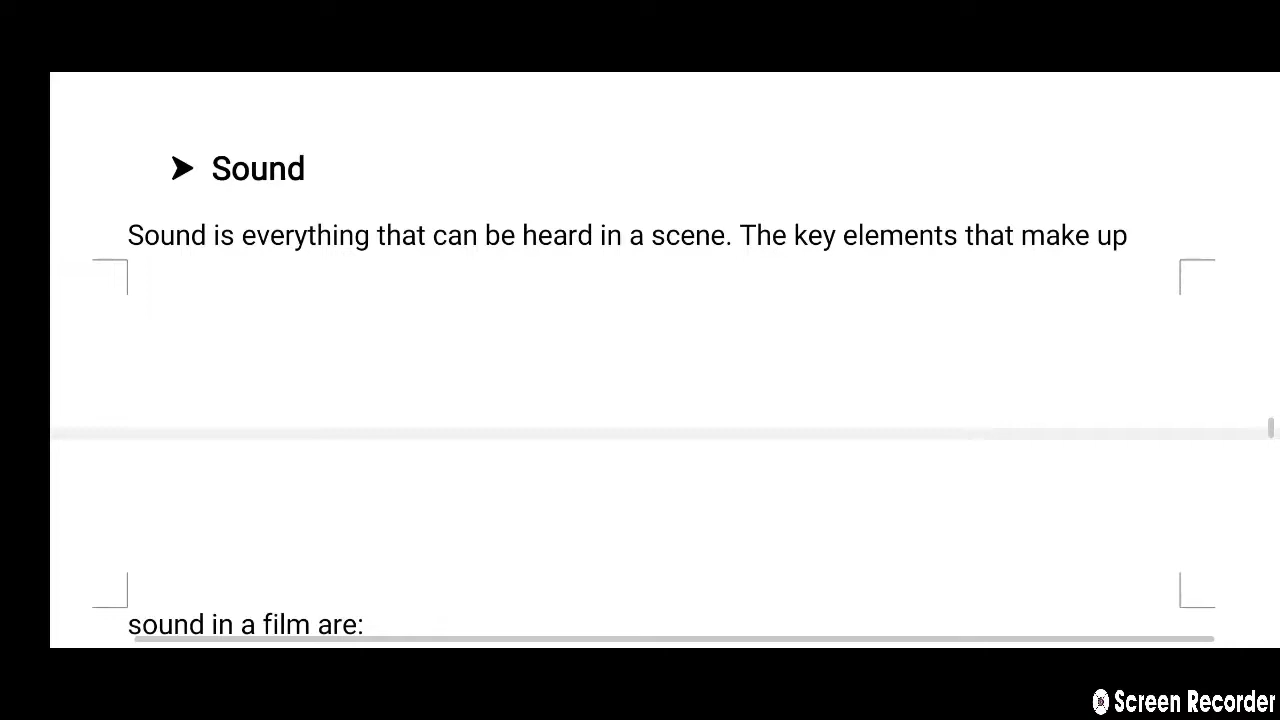 ➤ Sound
Sound is everything that can be heard in a scene. The key elements that make up
sound in a film are:
Screen Recorder